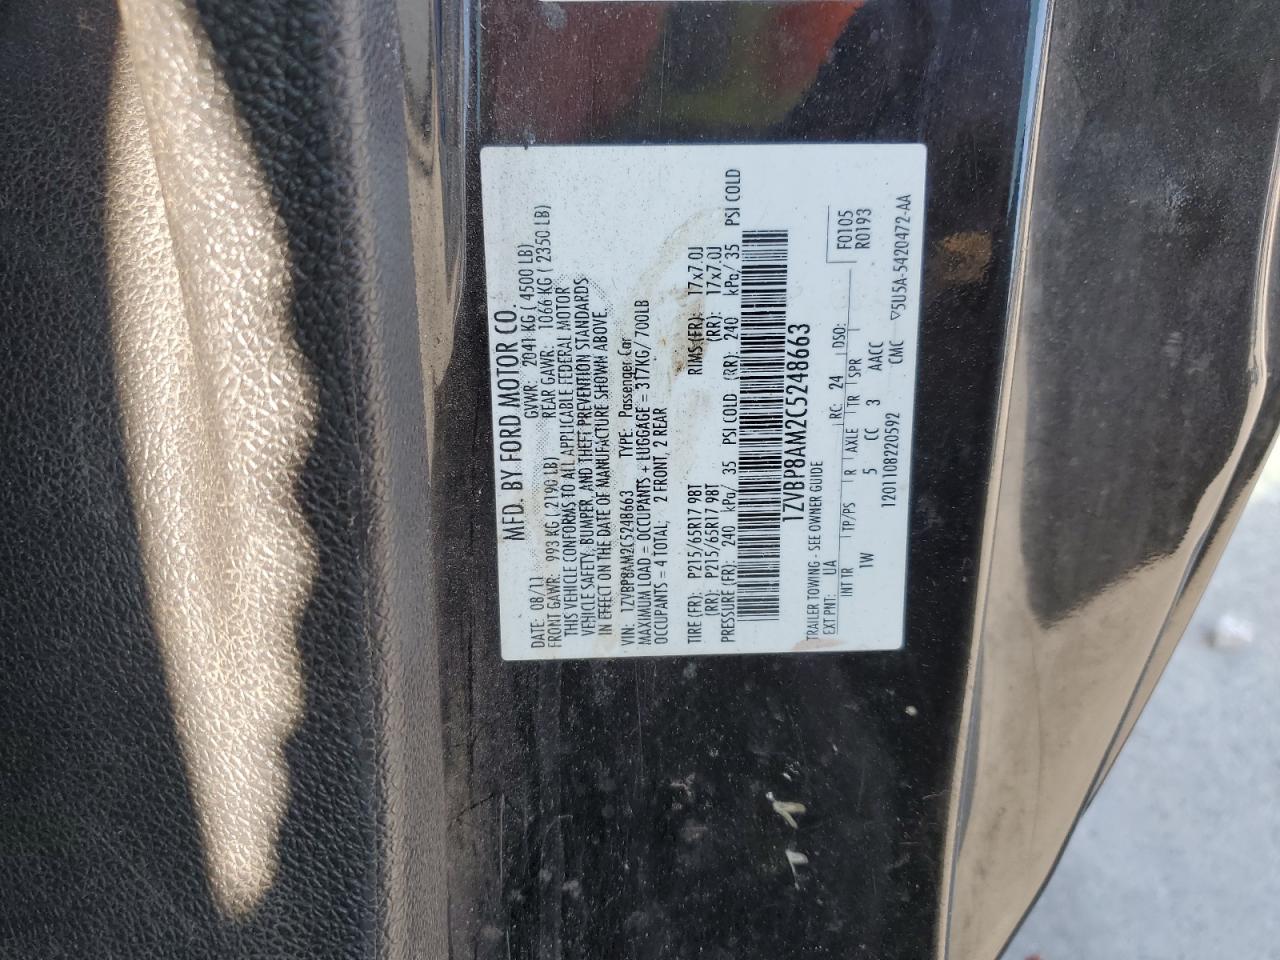 MFD. BY FORD MOTOR CO.
DATE: 08/11 GVWR: 2041 KG ( 4500 LB)
FRONT GAWR: 993 KG ( 2190 LB) REAR GAWR: 1066 KG ( 2350 LB)
THIS VEHICLE CONFORMS TO ALL APPLICABLE FEDERAL MOTOR
VEHICLE SAFETY, BUMPER, AND THEFT PREVENTION STANDARDS
IN EFFECT ON THE DATE OF MANUFACTURE SHOWN ABOVE.
VIN: 1ZVBP8AM2C5248663 TYPE: Passenger Car
MAXIMUM LOAD = OCCUPANTS + LUGGAGE = 317KG/ 700LB
OCCUPANTS = 4 TOTAL; 2 FRONT, 2 REAR
TIRE (FR): P215/65R17 98T RIMS(FR): 17x7.0J
(RR): P215/65R17 98T (RR): 17x7.0J
PRESSURE (FR): 240 kPa/ 35 PSI COLD (RR): 240 kPa/ 35 PSI COLD
1ZVBP8AM2C5248663
TRAILER TOWING - SEE OWNER GUIDE
EXT PNT: UA RC: 24 DSO: F0105
INT TR TP/PS R AXLE TR SPR R0193
1W 5 CC 3 AACC
1201108220592 CMC ▽5U5A-5420472-AA